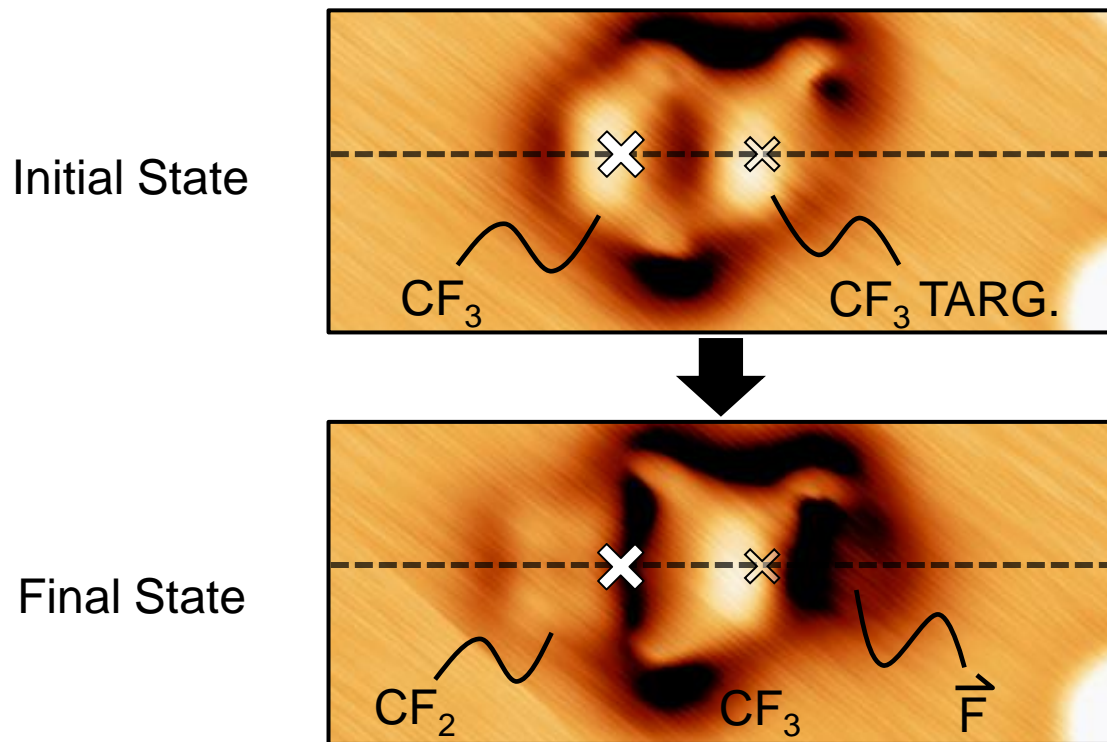 Initial State
CF₃
CF₃ TARG.
Final State
CF₂
CF₃
F⃗